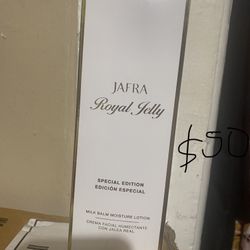 JAFRA
Royal Jelly
$50
SPECIAL EDITION
EDICIÓN ESPECIAL
MILK BALM MOISTURE LOTION
CREMA FACIAL HUMECTANTE
CON JALEA REAL